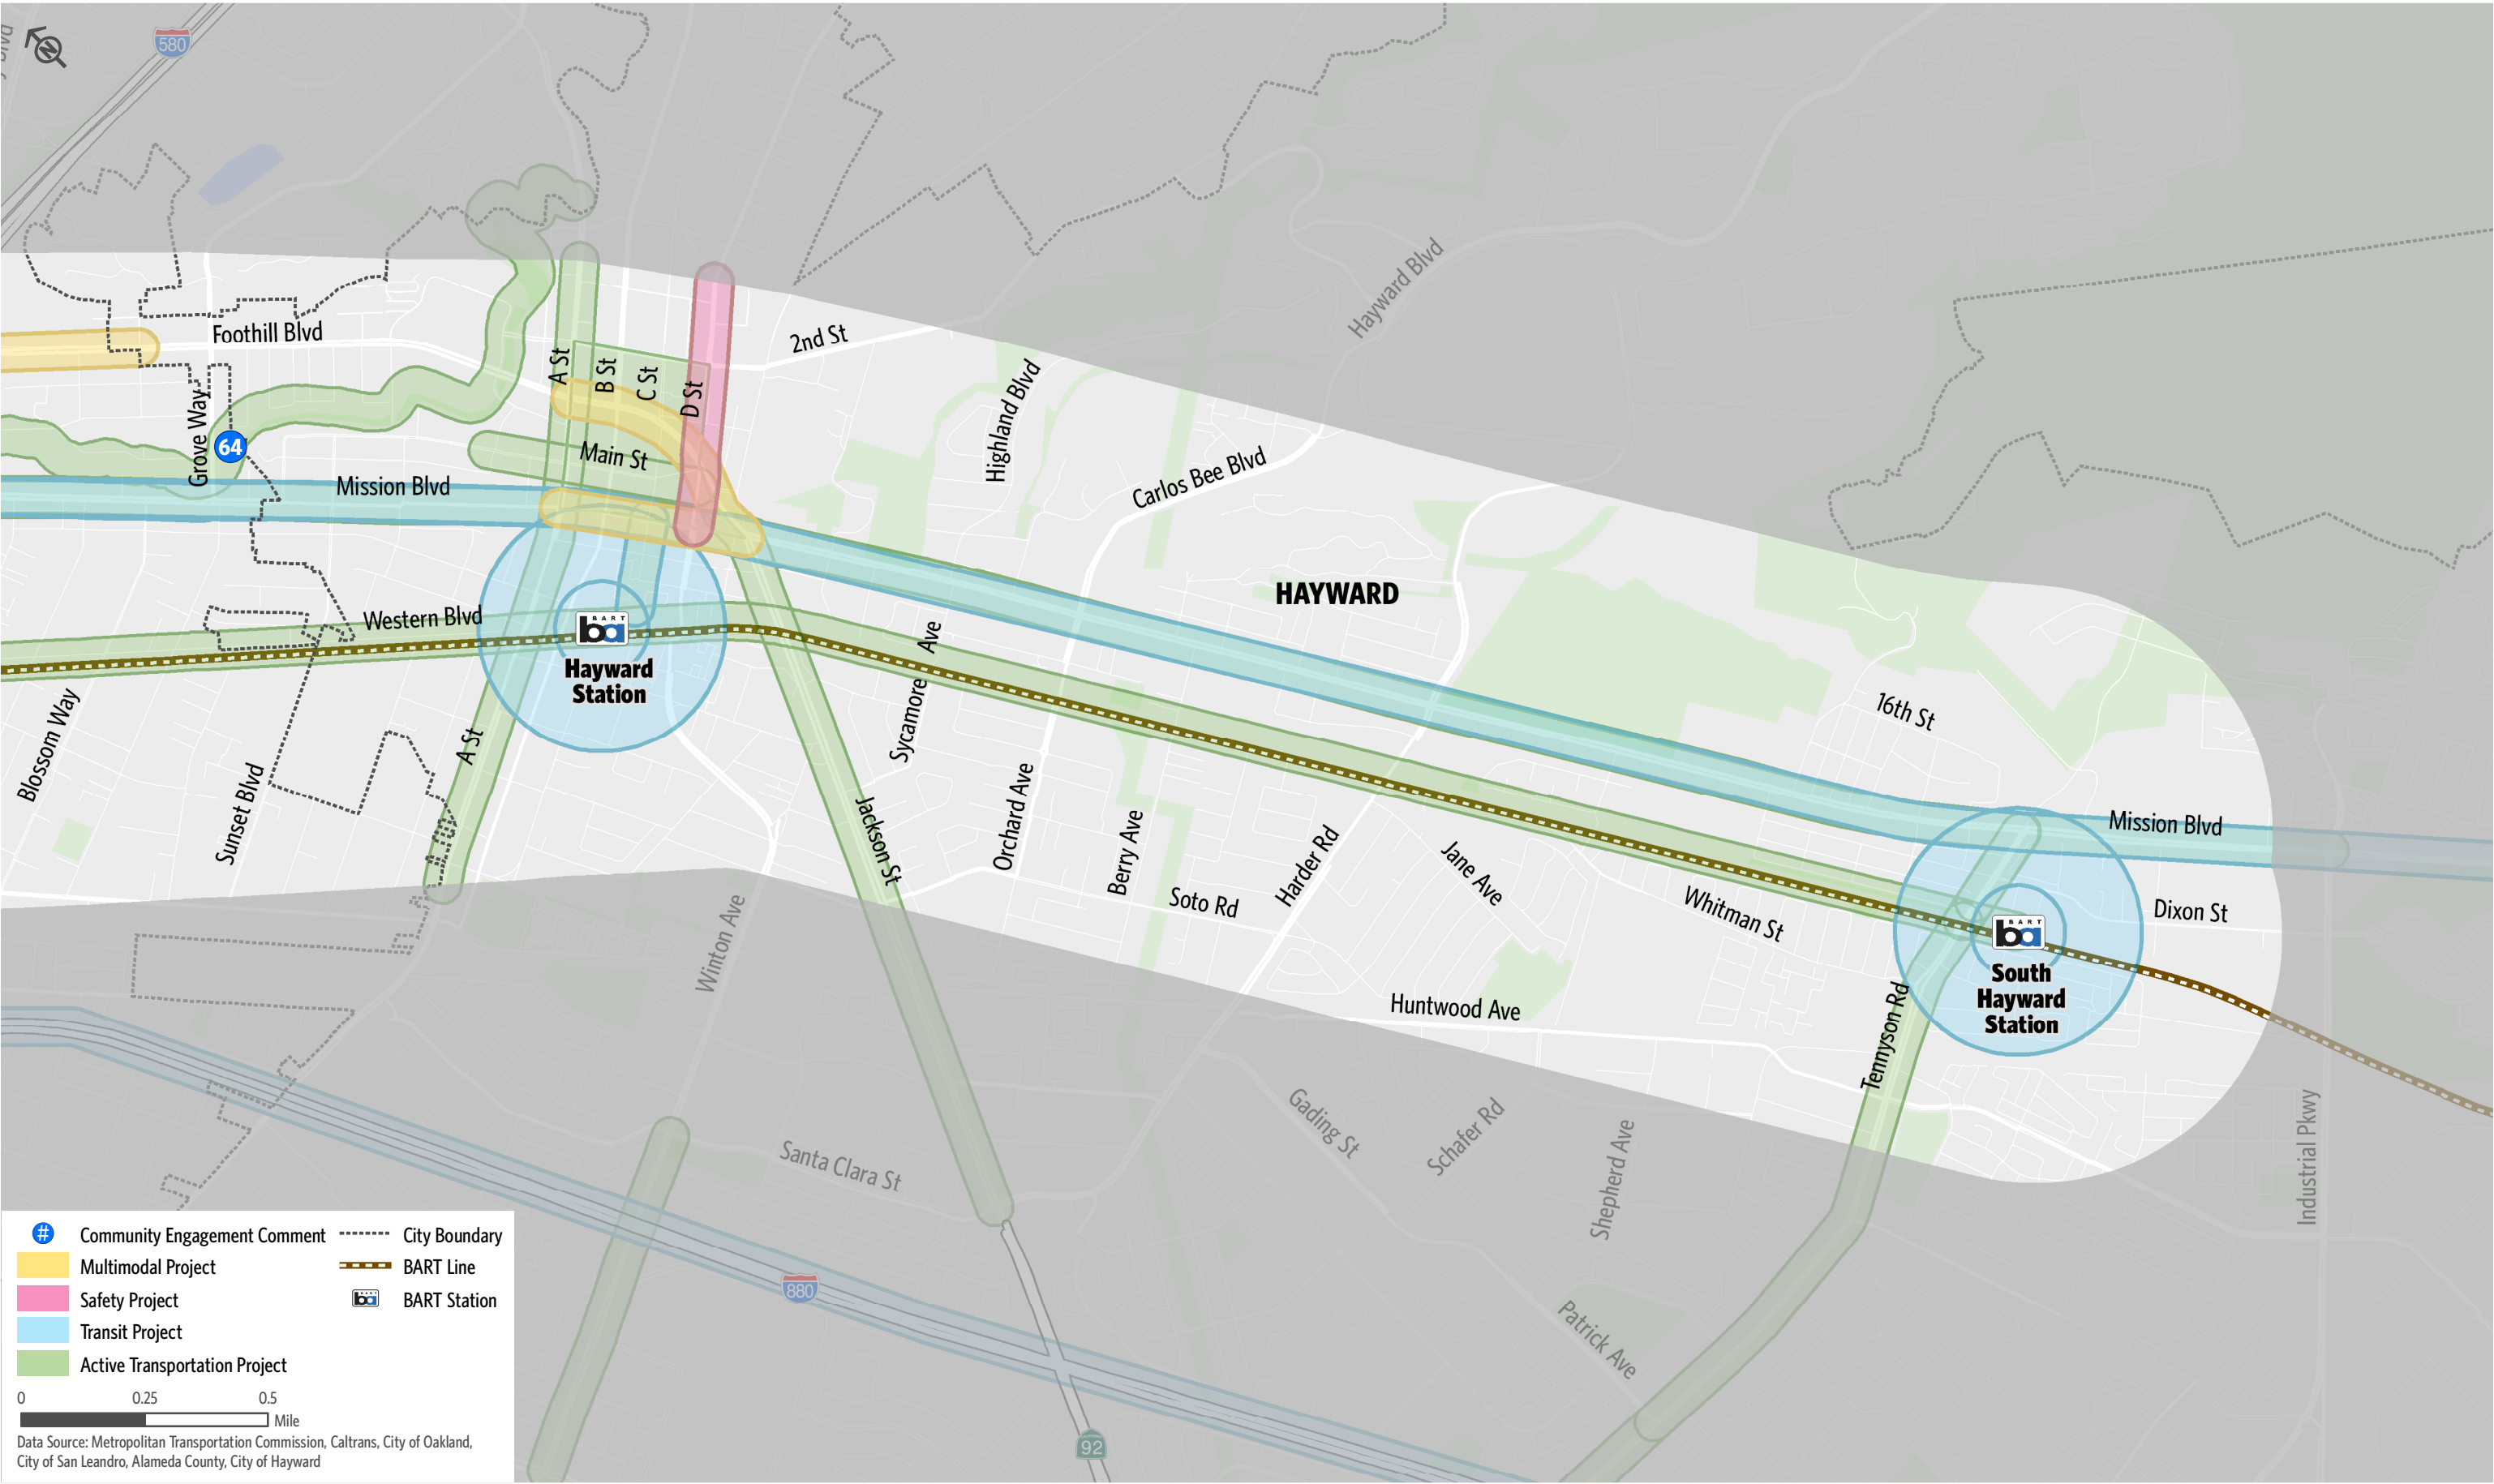 580
N
Foothill Blvd
A St
B St
C St
D St
2nd St
Hayward Blvd
Highland Blvd
Grove Way
64
Main St
Mission Blvd
Carlos Bee Blvd
HAYWARD
Western Blvd
BART
ba
Hayward
Station
Sycamore Ave
16th St
Blossom Way
Sunset Blvd
A St
Jackson St
Orchard Ave
Berry Ave
Soto Rd
Harder Rd
Jane Ave
Whitman St
Mission Blvd
Dixon St
BART
ba
South
Hayward
Station
Winton Ave
Huntwood Ave
Tennyson Rd
Gading St
Schafer Rd
Shepherd Ave
Industrial Pkwy
Santa Clara St
880
Patrick Ave
92
# Community Engagement Comment
Multimodal Project
Safety Project
Transit Project
Active Transportation Project
City Boundary
BART Line
BART
ba
BART Station
0 0.25 0.5
Mile
Data Source: Metropolitan Transportation Commission, Caltrans, City of Oakland,
City of San Leandro, Alameda County, City of Hayward